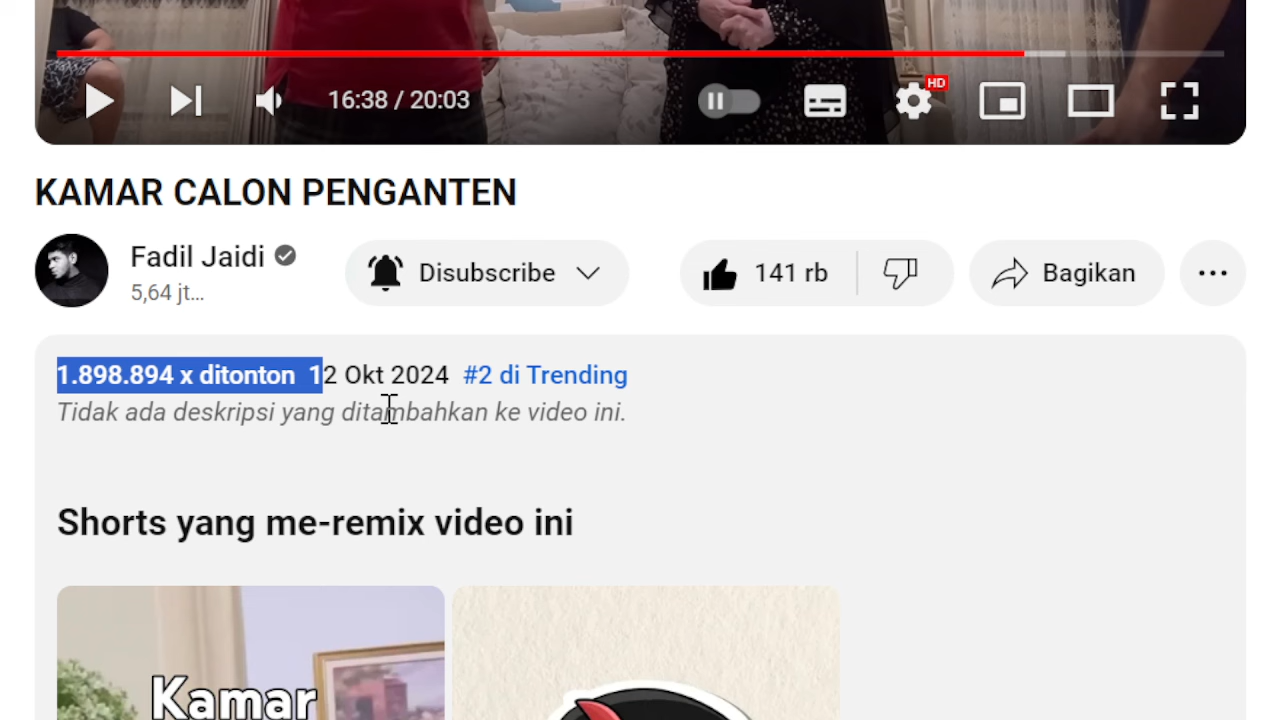 HD
16:38 / 20:03
KAMAR CALON PENGANTEN
Fadil Jaidi
5,64 jt...
Disubscribe
141 rb
Bagikan
1.898.894 x ditonton 12 Okt 2024 #2 di Trending
Tidak ada deskripsi yang ditambahkan ke video ini.
Shorts yang me-remix video ini
Kamar